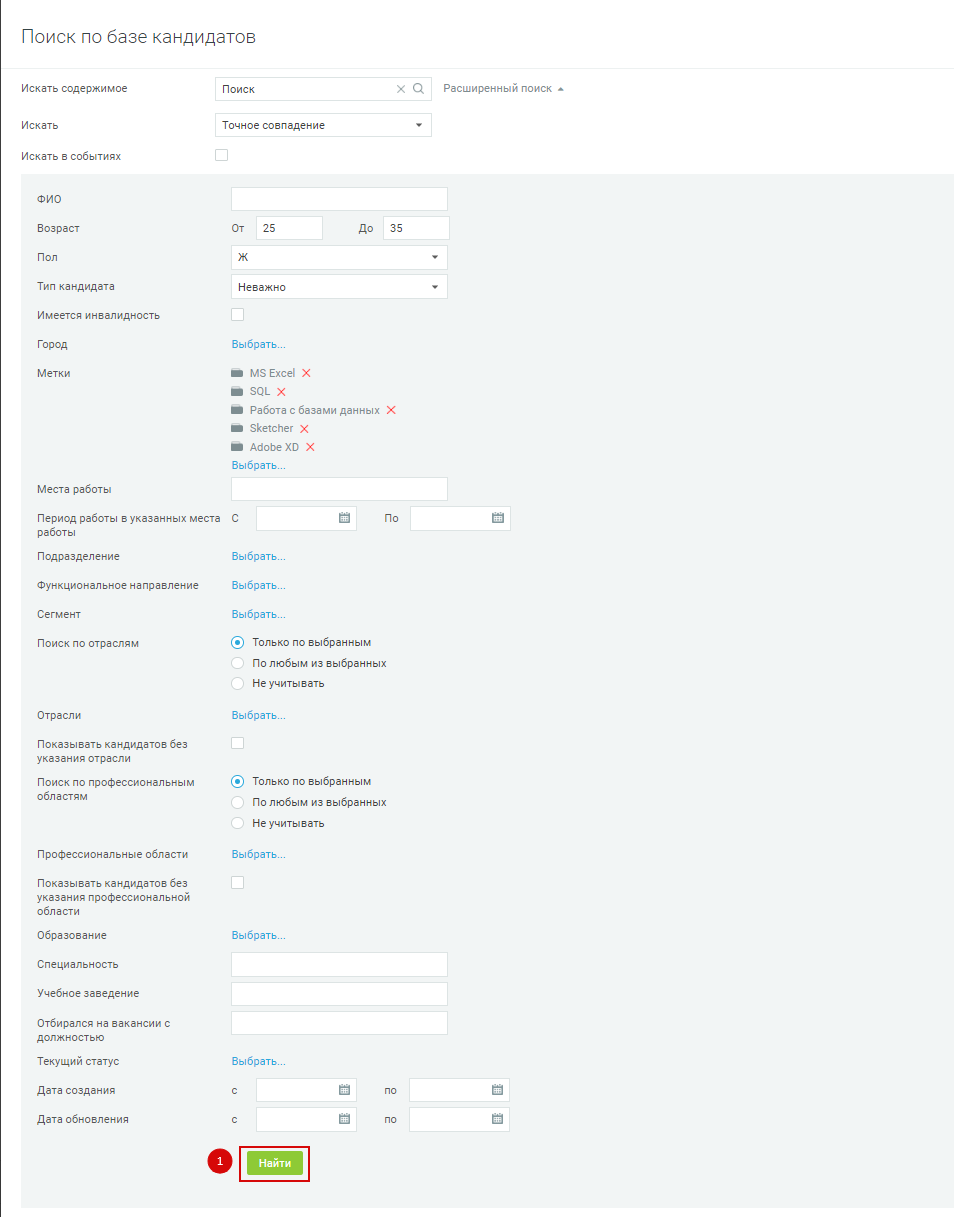 Поиск по базе кандидатов
Искать содержимое Поиск Расширенный поиск
Искать Точное совпадение
Искать в событиях
ФИО
Возраст От 25 До 35
Пол Ж
Тип кандидата Неважно
Имеется инвалидность
Город Выбрать...
Метки MS Excel
SQL
Работа с базами данных
Sketcher
Adobe XD
Выбрать...
Места работы
Период работы в указанных места С По
работы
Подразделение Выбрать...
Функциональное направление Выбрать...
Сегмент Выбрать...
Поиск по отраслям Только по выбранным
По любым из выбранных
Не учитывать
Отрасли Выбрать...
Показывать кандидатов без
указания отрасли
Поиск по профессиональным Только по выбранным
областям
По любым из выбранных
Не учитывать
Профессиональные области Выбрать...
Показывать кандидатов без
указания профессиональной
области
Образование Выбрать...
Специальность
Учебное заведение
Отбирался на вакансии с
должностью
Текущий статус Выбрать...
Дата создания с по
Дата обновления с по
1 Найти